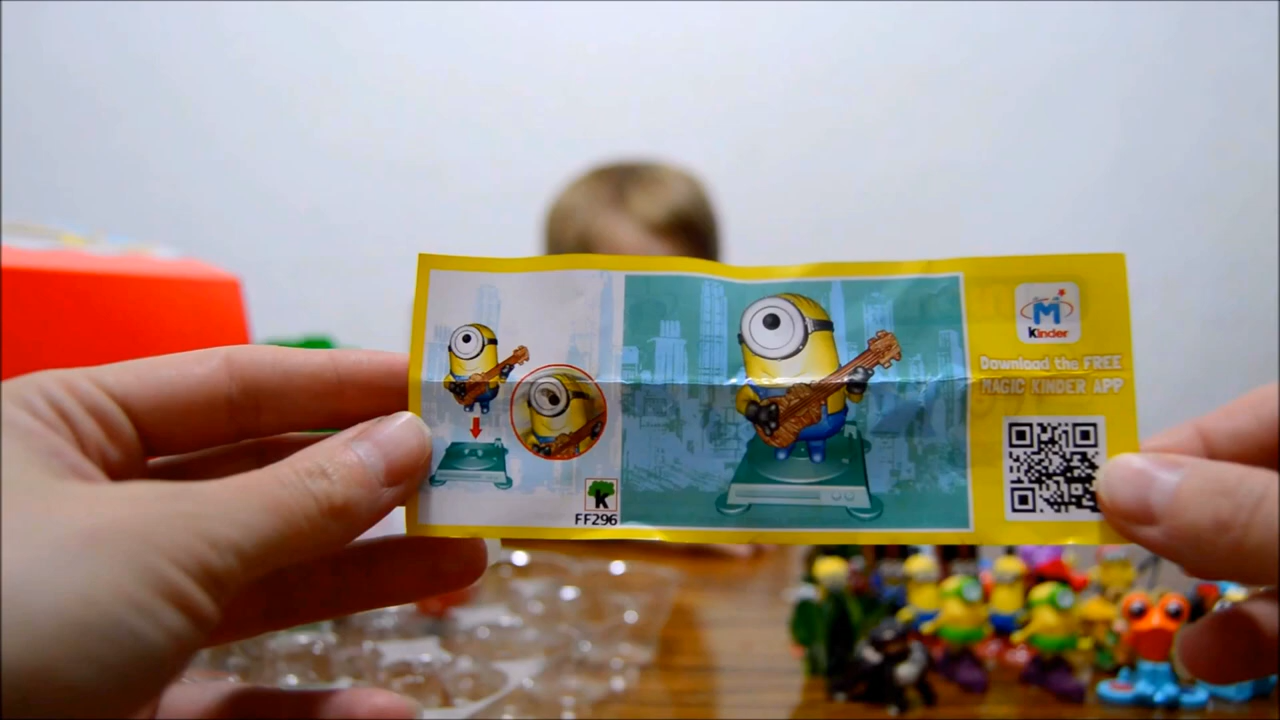 K
FF296
M
Kinder
Download the FREE
MAGIC KINDER APP